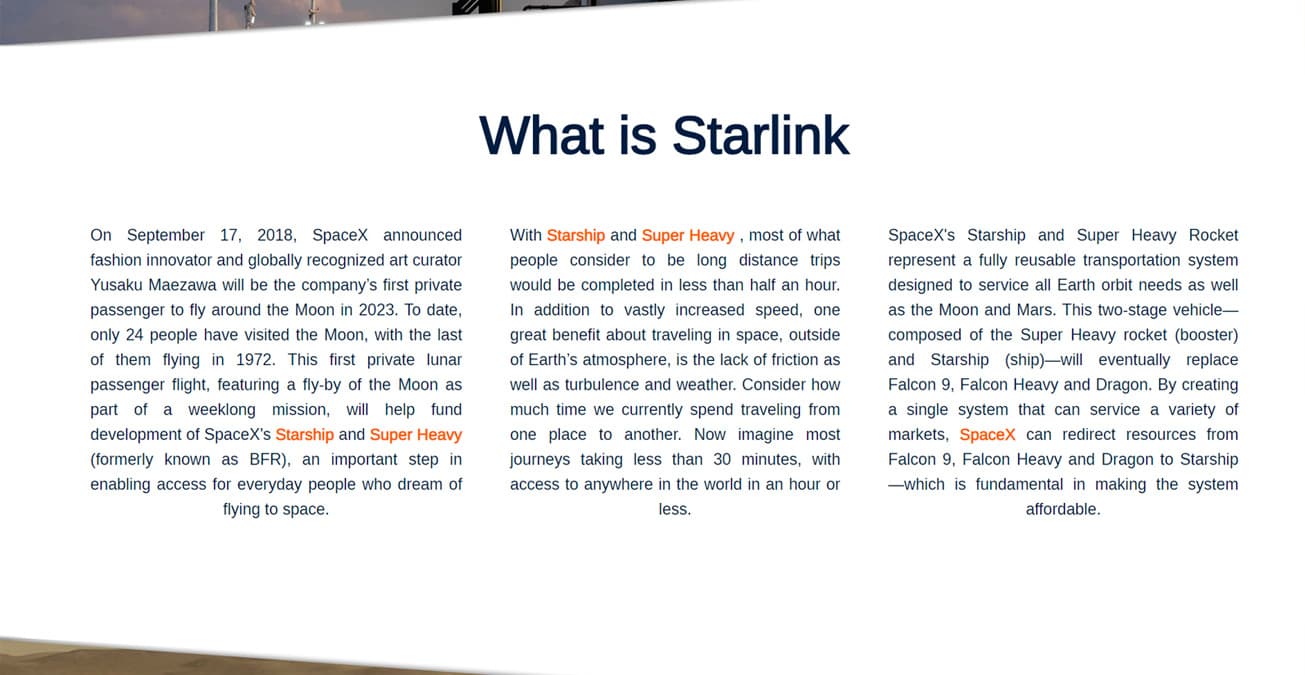 What is Starlink
On September 17, 2018, SpaceX announced
fashion innovator and globally recognized art curator
Yusaku Maezawa will be the company’s first private
passenger to fly around the Moon in 2023. To date,
only 24 people have visited the Moon, with the last
of them flying in 1972. This first private lunar
passenger flight, featuring a fly-by of the Moon as
part of a weeklong mission, will help fund
development of SpaceX's Starship and Super Heavy
(formerly known as BFR), an important step in
enabling access for everyday people who dream of
flying to space.
With Starship and Super Heavy , most of what
people consider to be long distance trips
would be completed in less than half an hour.
In addition to vastly increased speed, one
great benefit about traveling in space, outside
of Earth’s atmosphere, is the lack of friction as
well as turbulence and weather. Consider how
much time we currently spend traveling from
one place to another. Now imagine most
journeys taking less than 30 minutes, with
access to anywhere in the world in an hour or
less.
SpaceX's Starship and Super Heavy Rocket
represent a fully reusable transportation system
designed to service all Earth orbit needs as well
as the Moon and Mars. This two-stage vehicle—
composed of the Super Heavy rocket (booster)
and Starship (ship)—will eventually replace
Falcon 9, Falcon Heavy and Dragon. By creating
a single system that can service a variety of
markets, SpaceX can redirect resources from
Falcon 9, Falcon Heavy and Dragon to Starship
—which is fundamental in making the system
affordable.